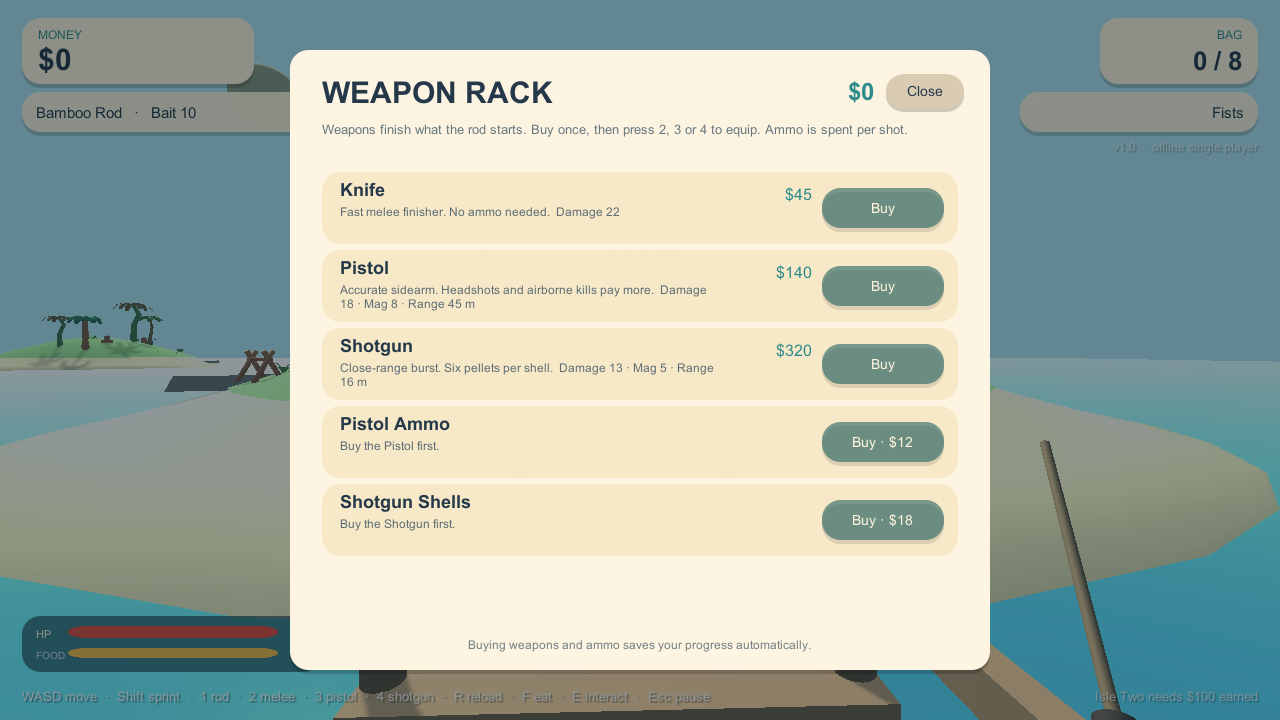 MONEY
$0
BAG
0 / 8
Bamboo Rod · Bait 10
Fists
v1.0 · offline single player
WEAPON RACK
$0
Close
Weapons finish what the rod starts. Buy once, then press 2, 3 or 4 to equip. Ammo is spent per shot.
Knife
$45
Buy
Fast melee finisher. No ammo needed. Damage 22
Pistol
$140
Buy
Accurate sidearm. Headshots and airborne kills pay more. Damage
18 · Mag 8 · Range 45 m
Shotgun
$320
Buy
Close-range burst. Six pellets per shell. Damage 13 · Mag 5 · Range
16 m
Pistol Ammo
Buy · $12
Buy the Pistol first.
Shotgun Shells
Buy · $18
Buy the Shotgun first.
Buying weapons and ammo saves your progress automatically.
HP
FOOD
WASD move · Shift sprint · 1 rod · 2 melee · 3 pistol · 4 shotgun · R reload · F eat · E interact · Esc pause
Isle Two needs $100 earned